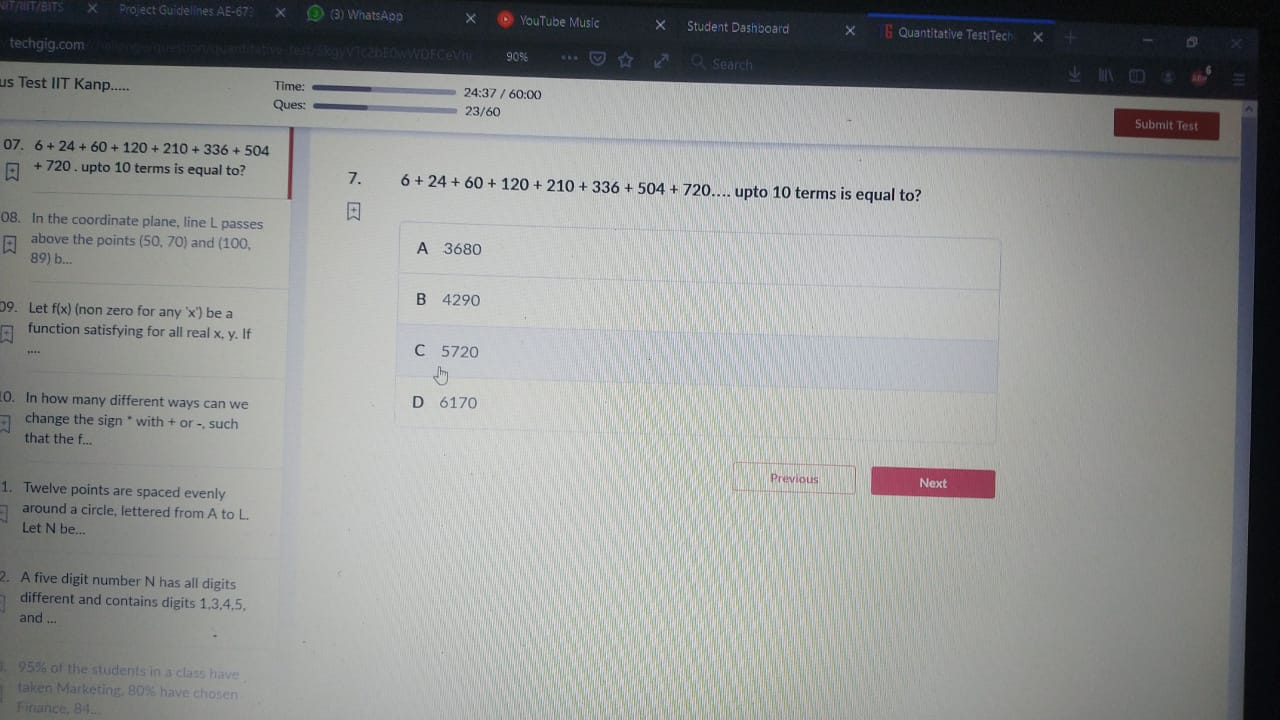 NIT/IIIT/BITS
Project Guidelines AE-673
(3) WhatsApp
YouTube Music
Student Dashboard
Quantitative Test|Tech
techgig.com
90%
Search
us Test IIT Kanp.....
Time:
24:37 / 60:00
Ques:
23/60
Submit Test
07. 6 + 24 + 60 + 120 + 210 + 336 + 504
+ 720 . upto 10 terms is equal to?
08. In the coordinate plane, line L passes
above the points (50, 70) and (100,
89) b...
09. Let f(x) (non zero for any 'x') be a
function satisfying for all real x, y. If
....
10. In how many different ways can we
change the sign * with + or -, such
that the f...
1. Twelve points are spaced evenly
around a circle, lettered from A to L.
Let N be...
2. A five digit number N has all digits
different and contains digits 1,3,4,5,
and ...
95% of the students in a class have
taken Marketing, 80% have chosen
Finance, 84...
7. 6 + 24 + 60 + 120 + 210 + 336 + 504 + 720.... upto 10 terms is equal to?
A 3680
B 4290
C 5720
D 6170
Previous
Next